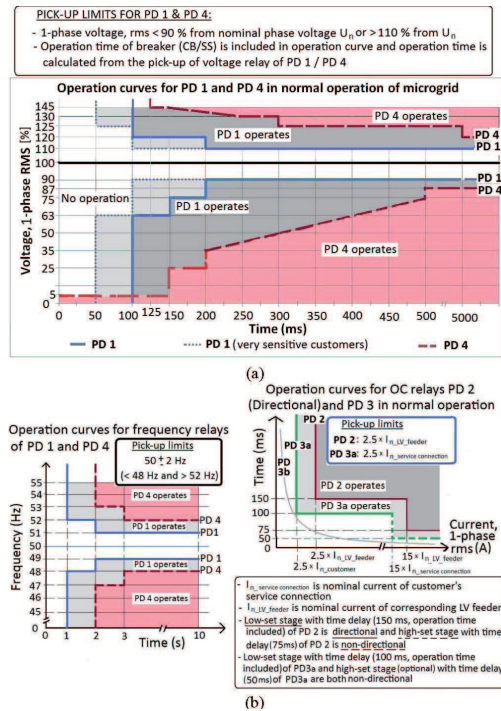 PICK-UP LIMITS FOR PD 1 & PD 4:
- 1-phase voltage, rms <90 % from nominal phase voltage Un or >110 % from Un
- Operation time of breaker (CB/SS) is included in operation curve and operation time is
calculated from the pick-up of voltage relay of PD 1 / PD 4
Operation curves for PD 1 and PD 4 in normal operation of microgrid
Voltage, 1-phase RMS [%]
145
130
125
120
110
100
90
87
75
63
50
35
25
5
0
PD 4 operates
PD 1 operates
PD 4
PD 1
No operation
PD 1 operates
PD 1
PD 4
PD 4 operates
0 50 100 125 150 200 300 400 500 5000
Time (ms)
PD 1 PD 1 (very sensitive customers) PD 4
(a)
Operation curves for frequency relays
of PD 1 and PD 4
Pick-up limits
50 ± 2 Hz
(< 48 Hz and > 52 Hz)
Frequency (Hz)
55
54
53
52
51
50
49
48
47
46
45
0
PD 4 operates
PD 4
PD 1 operates
PD 1
PD 1
PD 1 operates
PD 4
PD 4 operates
0 1 2 3 10
Time (s)
Operation curves for OC relays PD 2
(Directional) and PD 3 in normal operation
Time (ms)
PD 2
PD 3a
PD 3b
Pick-up limits
PD 2: 2.5 x In_LV_feeder
PD 3a: 2.5 x In_service connection
PD 2 operates
PD 3a operates
150
100
75
50
Current,
1-phase
rms (A)
2.5 x In_LV_feeder
2.5 x In_customer
15 x In_LV_feeder
15 x In_service connection
- In_service connection is nominal current of customer's
service connection
- In_LV_feeder is nominal current of corresponding LV feeder
- Low-set stage with time delay (150 ms, operation time
included) of PD 2 is directional and high-set stage with time
delay (75ms) of PD 2 is non-directional
- Low-set stage with time delay (100 ms, operation time
included) of PD3a and high-set stage (optional) with time delay
(50ms) of PD3a are both non-directional
(b)